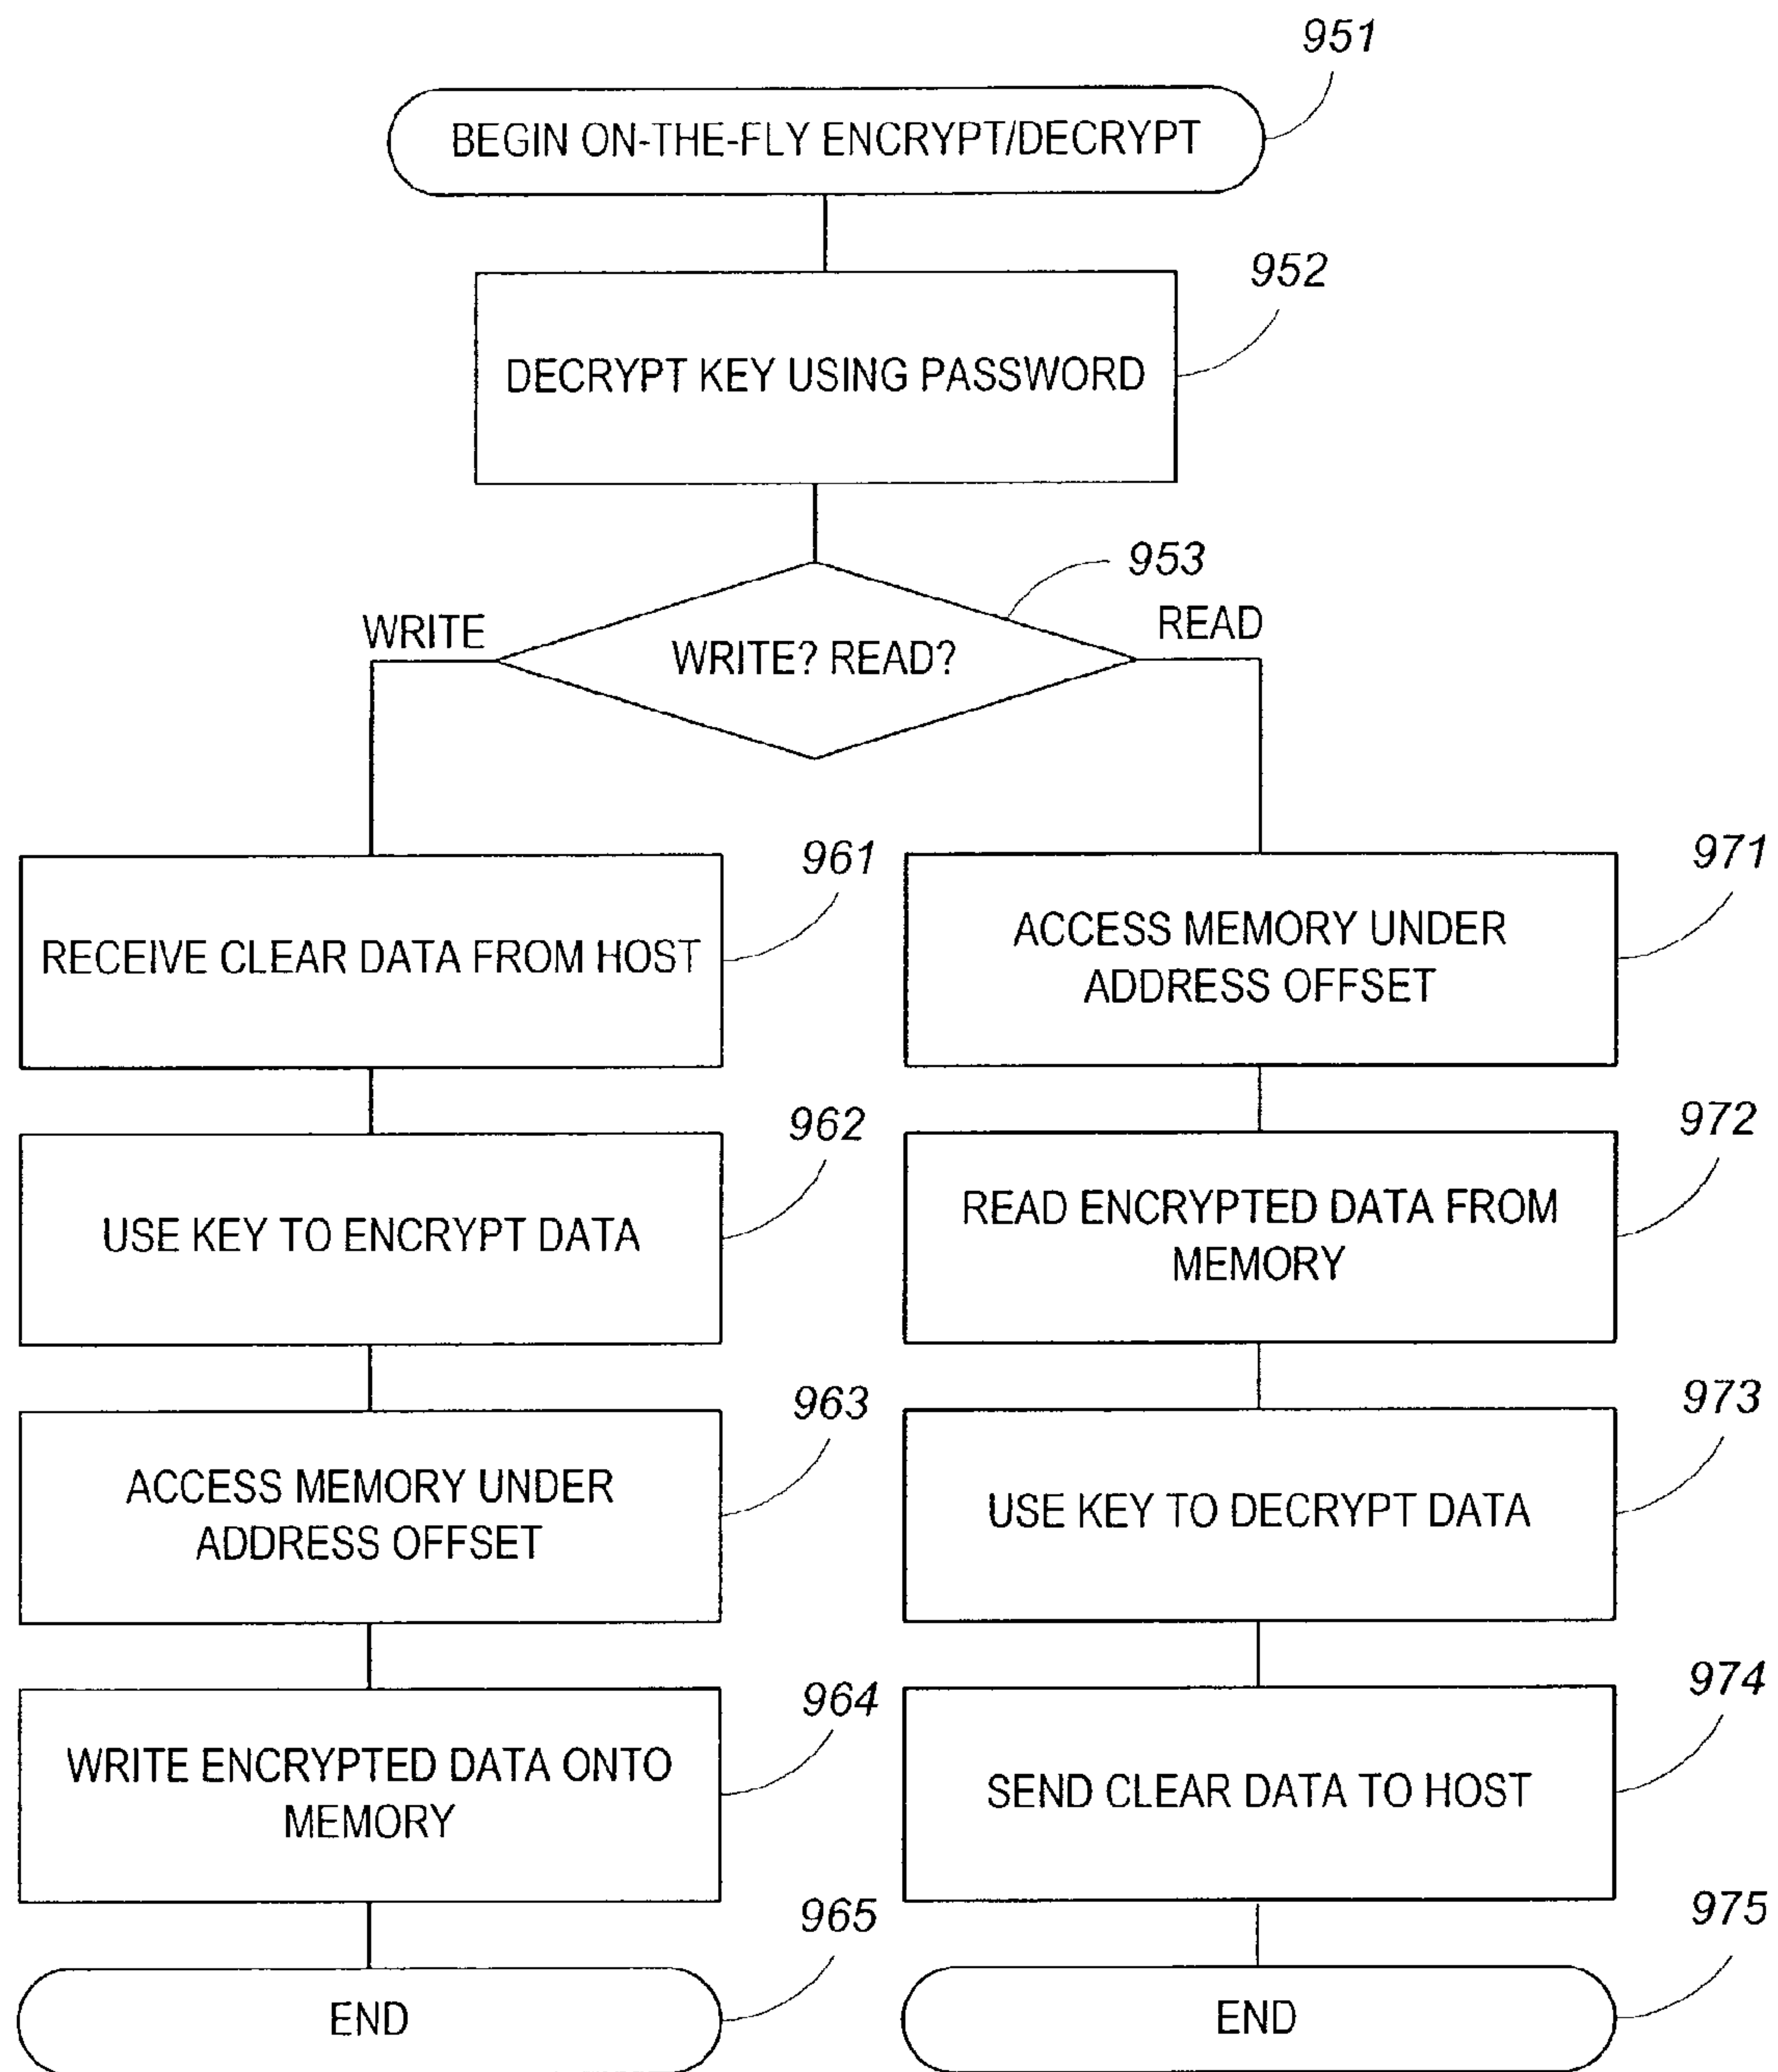 951
BEGIN ON-THE-FLY ENCRYPT/DECRYPT
952
DECRYPT KEY USING PASSWORD
953
WRITE
READ
WRITE? READ?
961
RECEIVE CLEAR DATA FROM HOST
962
USE KEY TO ENCRYPT DATA
963
ACCESS MEMORY UNDER
ADDRESS OFFSET
964
WRITE ENCRYPTED DATA ONTO
MEMORY
965
END
971
ACCESS MEMORY UNDER
ADDRESS OFFSET
972
READ ENCRYPTED DATA FROM
MEMORY
973
USE KEY TO DECRYPT DATA
974
SEND CLEAR DATA TO HOST
975
END